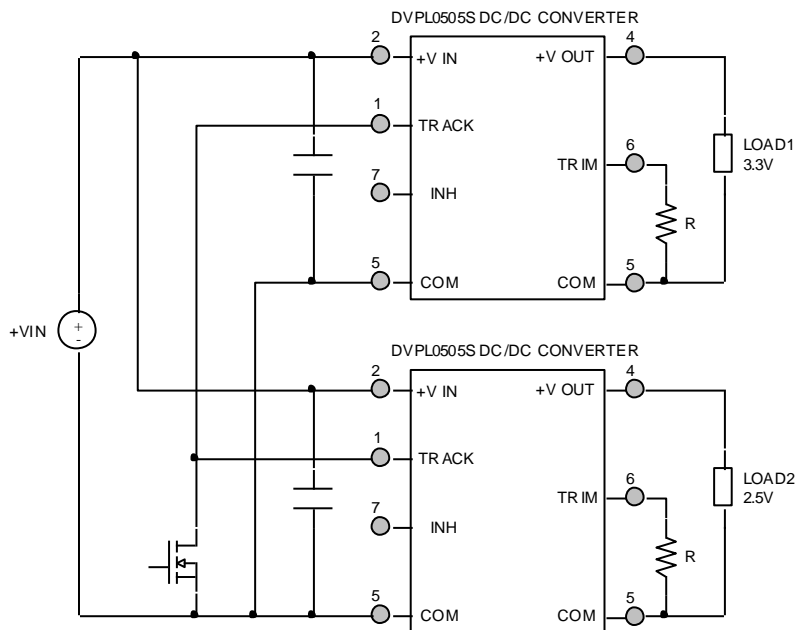 DVPL0505S DC/DC CONVERTER
2
4
+V IN
+V OUT
1
TRACK
6
LOAD1
3.3V
TRIM
7
INH
R
5
5
COM
COM
+VIN
+
-
DVPL0505S DC/DC CONVERTER
2
4
+V IN
+V OUT
1
TRACK
6
LOAD2
2.5V
TRIM
7
INH
R
5
5
COM
COM